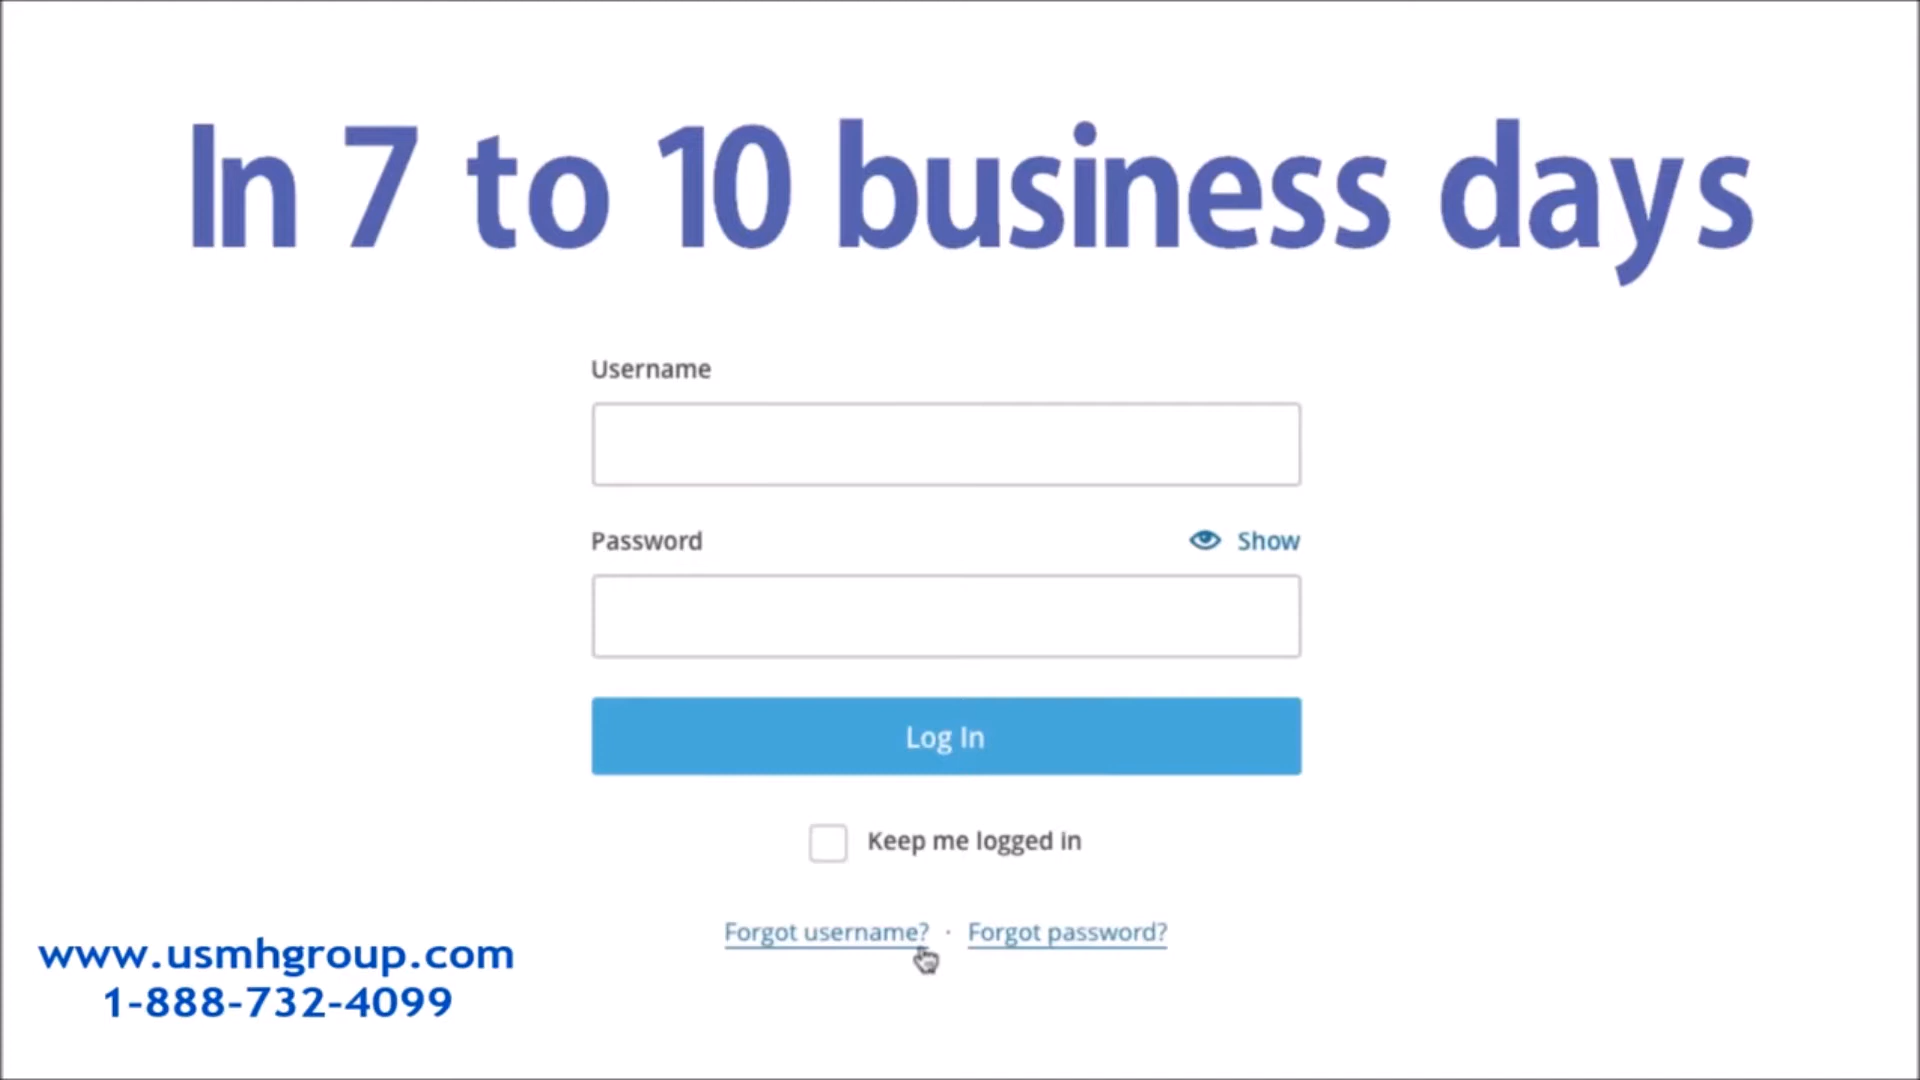 In 7 to 10 business days
Username
Password
Show
Log In
Keep me logged in
Forgot username? · Forgot password?
www.usmhgroup.com
1-888-732-4099